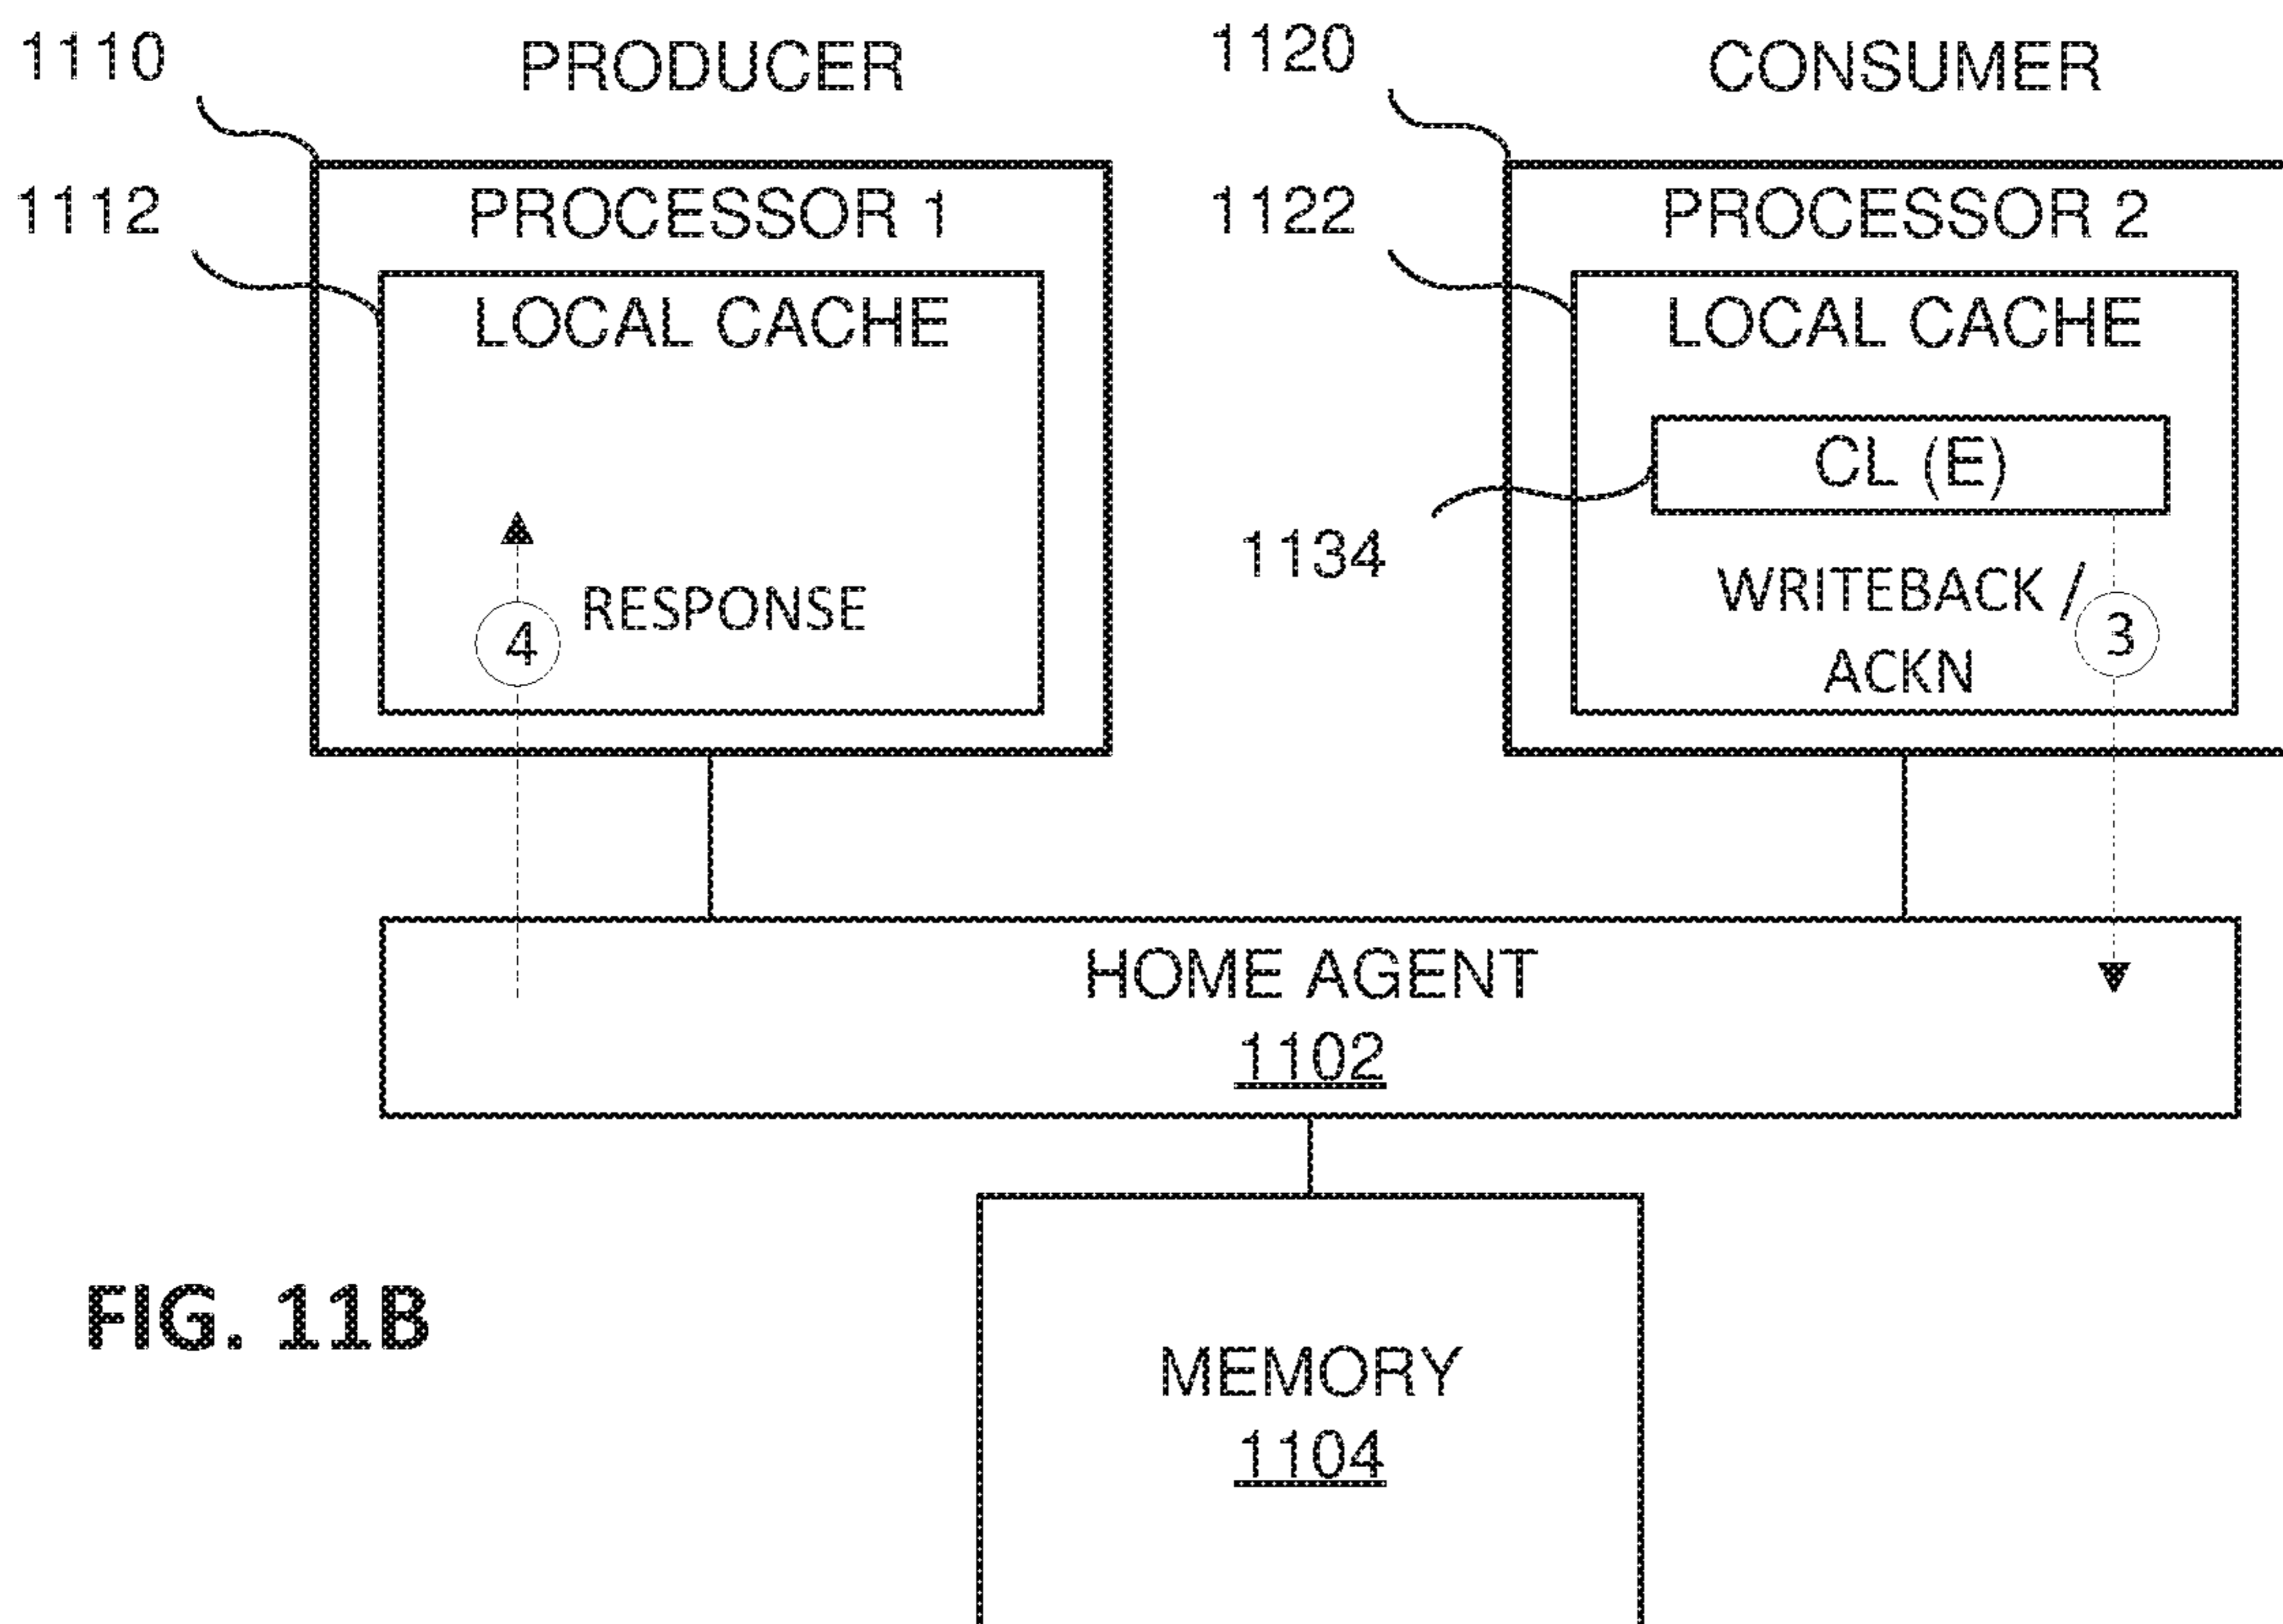 1110
PRODUCER
1120
CONSUMER
1112
PROCESSOR 1
1122
PROCESSOR 2
LOCAL CACHE
LOCAL CACHE
CL (E)
1134
4
RESPONSE
WRITEBACK /
ACKN
3
HOME AGENT
1102
FIG. 11B
MEMORY
1104